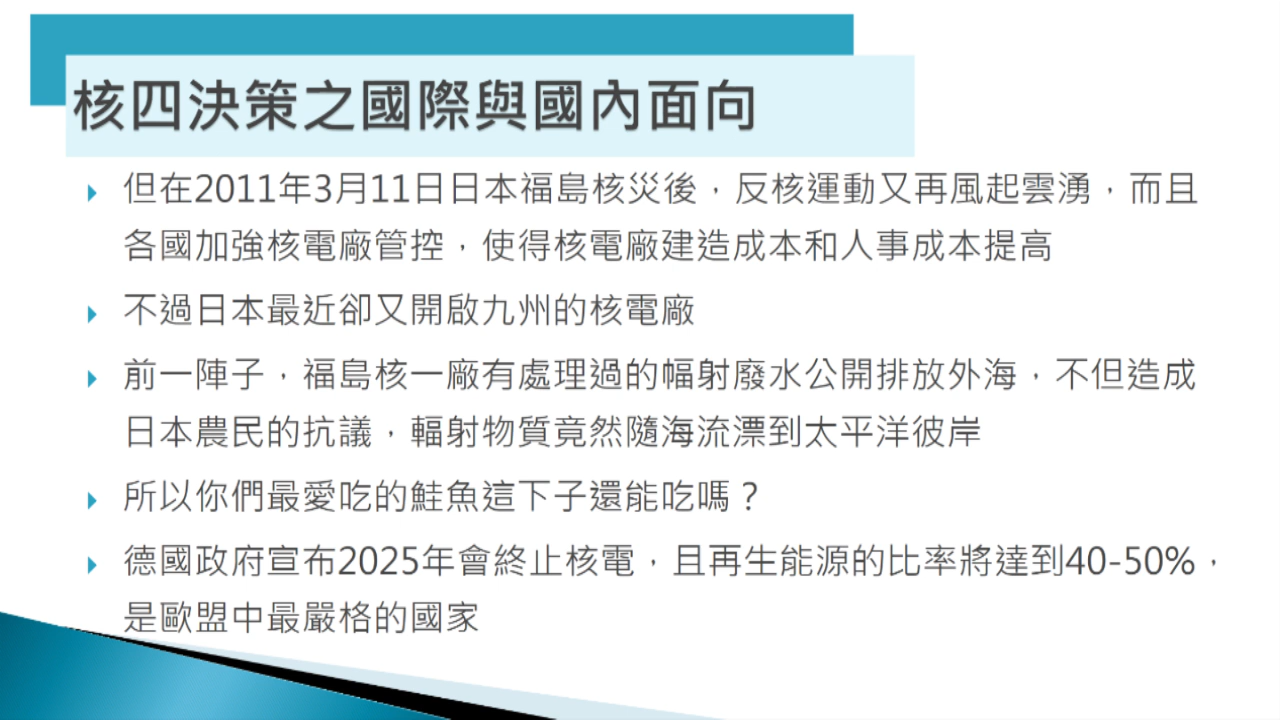 核四決策之國際與國內面向
但在2011年3月11日日本福島核災後，反核運動又再風起雲湧，而且
各國加強核電廠管控，使得核電廠建造成本和人事成本提高
不過日本最近卻又開啟九州的核電廠
前一陣子，福島核一廠有處理過的幅射廢水公開排放外海，不但造成
日本農民的抗議，輻射物質竟然隨海流漂到太平洋彼岸
所以你們最愛吃的鮭魚這下子還能吃嗎？
德國政府宣布2025年會終止核電，且再生能源的比率將達到40-50%，
是歐盟中最嚴格的國家